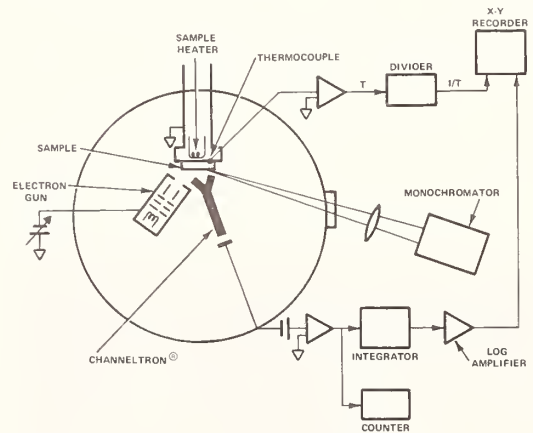 X-Y
RECORDER
SAMPLE
HEATER
THERMOCOUPLE
DIVIDER
T
1/T
SAMPLE
ELECTRON
GUN
MONOCHROMATOR
CHANNELTRON ®
INTEGRATOR
LOG
AMPLIFIER
COUNTER